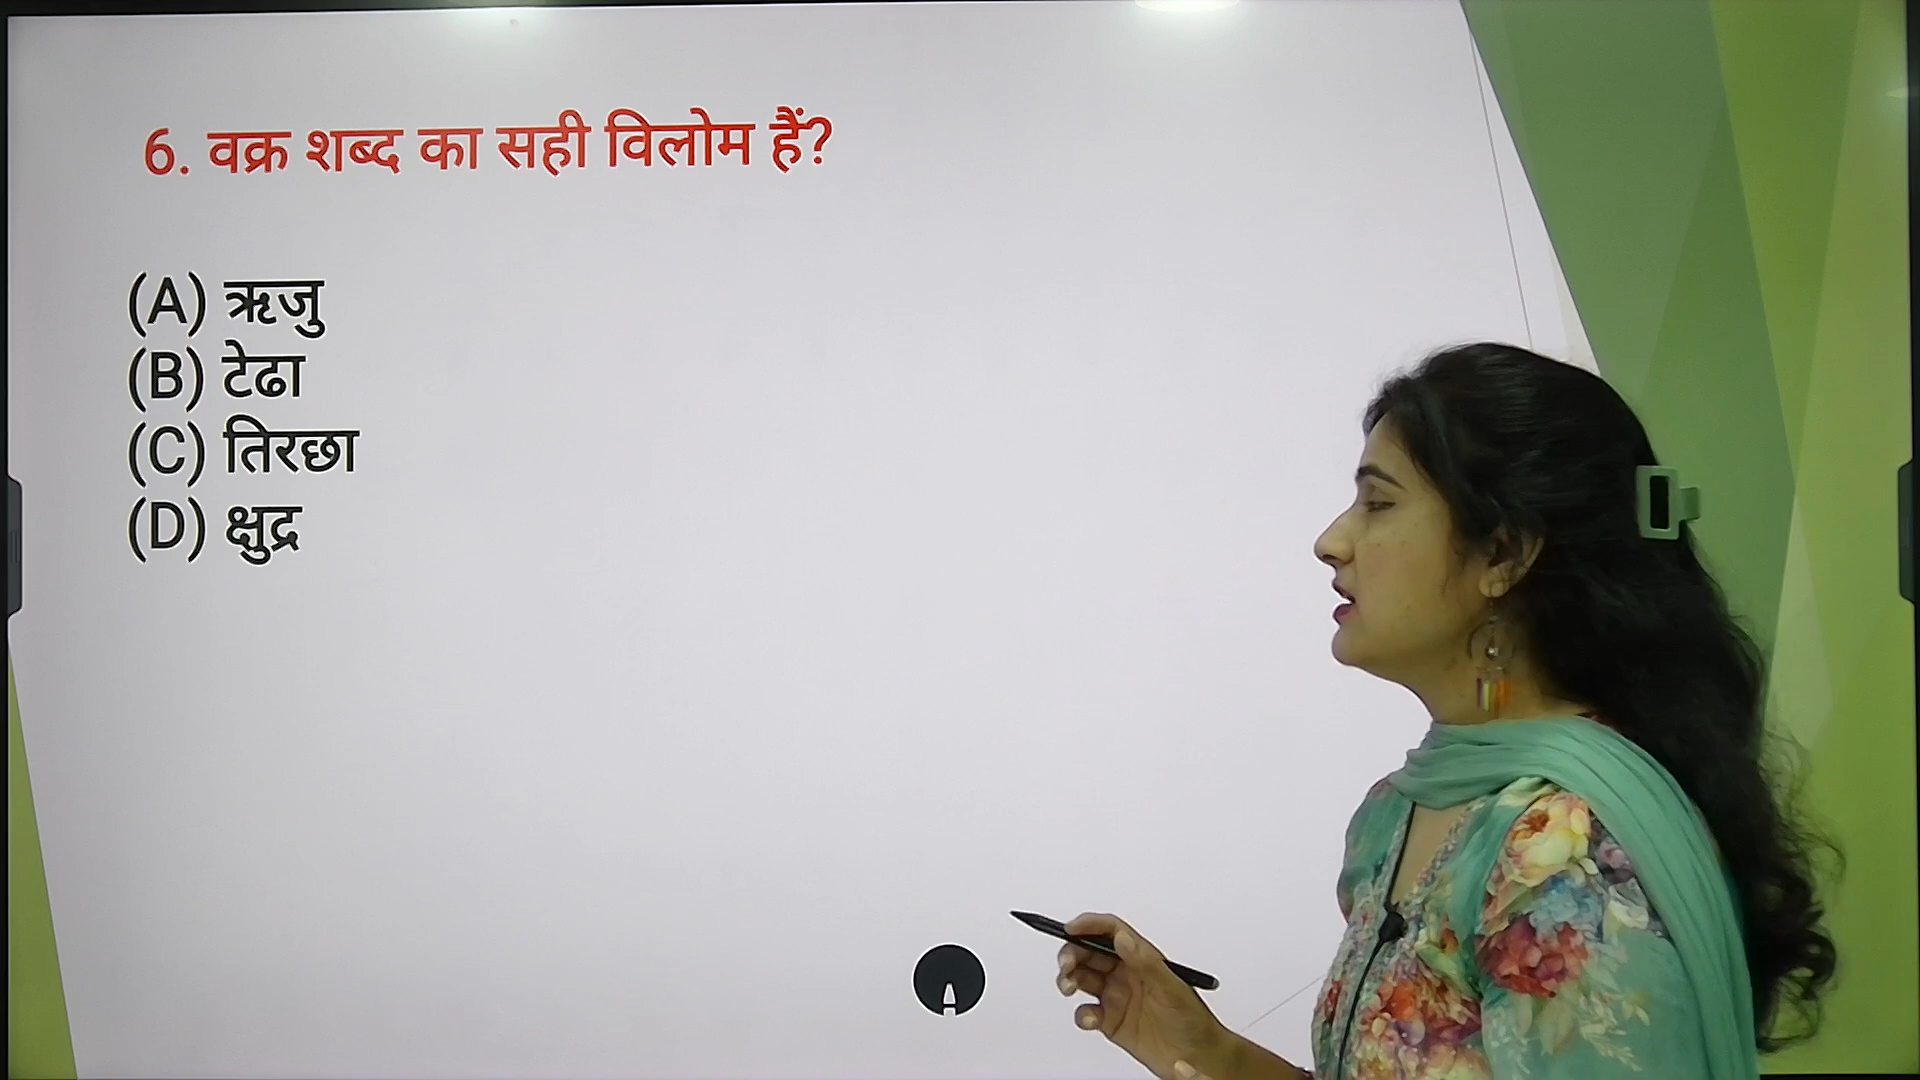 6. वक्र शब्द का सही विलोम हैं?
(A) ऋजु
(B) टेढा
(C) तिरछा
(D) क्षुद्र